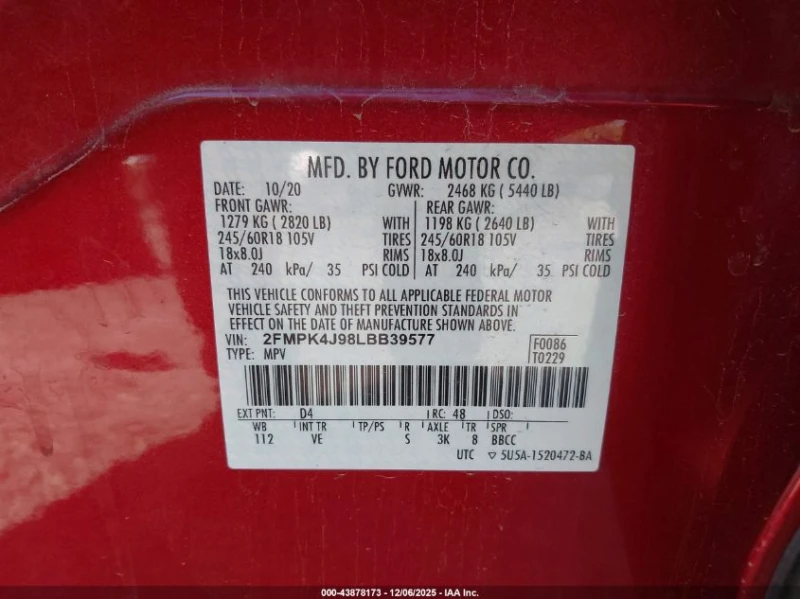 MFD. BY FORD MOTOR CO.
DATE: 10/20 GVWR: 2468 KG ( 5440 LB)
FRONT GAWR: REAR GAWR:
1279 KG ( 2820 LB) WITH 1198 KG ( 2640 LB) WITH
245/60R18 105V TIRES 245/60R18 105V TIRES
18x8.0J RIMS 18x8.0J RIMS
AT 240 kPa/ 35 PSI COLD AT 240 kPa/ 35 PSI COLD
THIS VEHICLE CONFORMS TO ALL APPLICABLE FEDERAL MOTOR
VEHICLE SAFETY AND THEFT PREVENTION STANDARDS IN
EFFECT ON THE DATE OF MANUFACTURE SHOWN ABOVE.
VIN: 2FMPK4J98LBB39577 F0086
TYPE: MPV T0229
EXT PNT: D4 RC: 48 DSO:
WB INT TR TP/PS R AXLE TR SPR
112 VE S 3K 8 BBCC
UTC ▽ 5U5A-1520472-BA
000-43878173 - 12/06/2025 - IAA Inc.